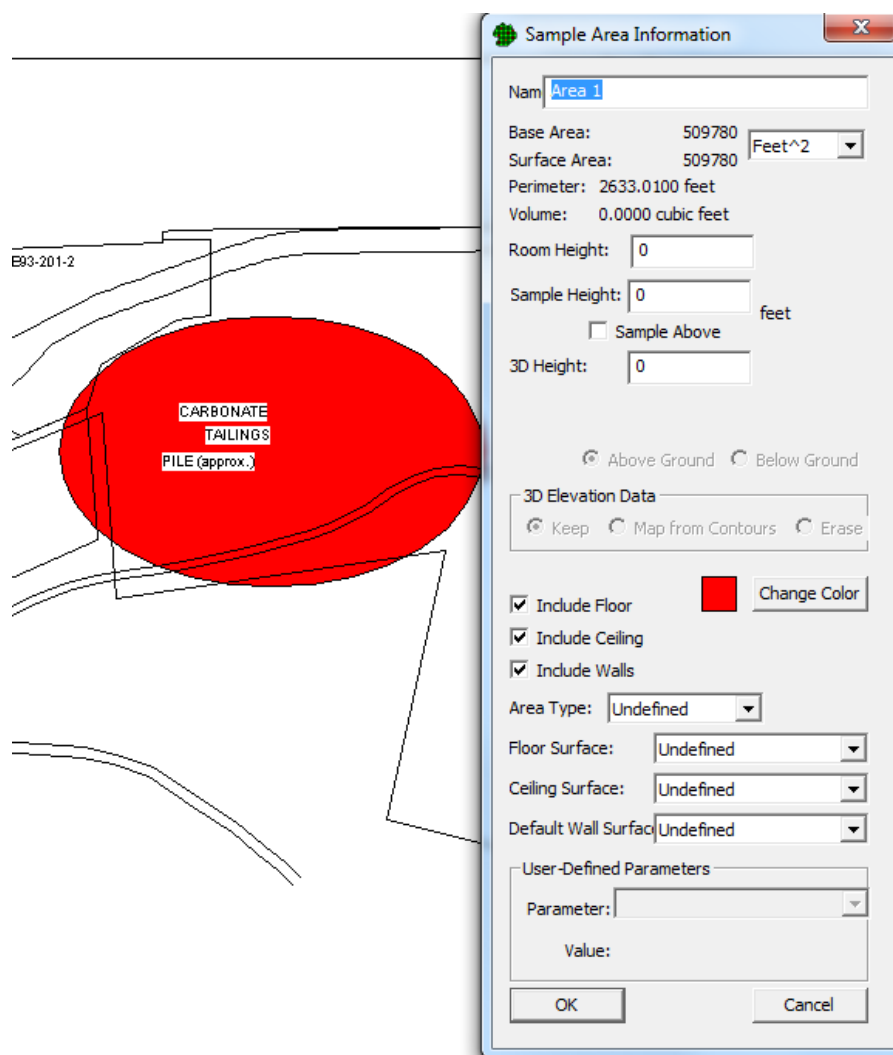 E93-201-2
CARBONATE
TAILINGS
PILE (approx.)
Sample Area Information
Nam Area 1
Base Area: 509780 Feet^2
Surface Area: 509780
Perimeter: 2633.0100 feet
Volume: 0.0000 cubic feet
Room Height: 0
Sample Height: 0 feet
Sample Above
3D Height: 0
Above Ground Below Ground
3D Elevation Data
Keep Map from Contours Erase
Include Floor Change Color
Include Ceiling
Include Walls
Area Type: Undefined
Floor Surface: Undefined
Ceiling Surface: Undefined
Default Wall Surfac Undefined
User-Defined Parameters
Parameter:
Value:
OK Cancel